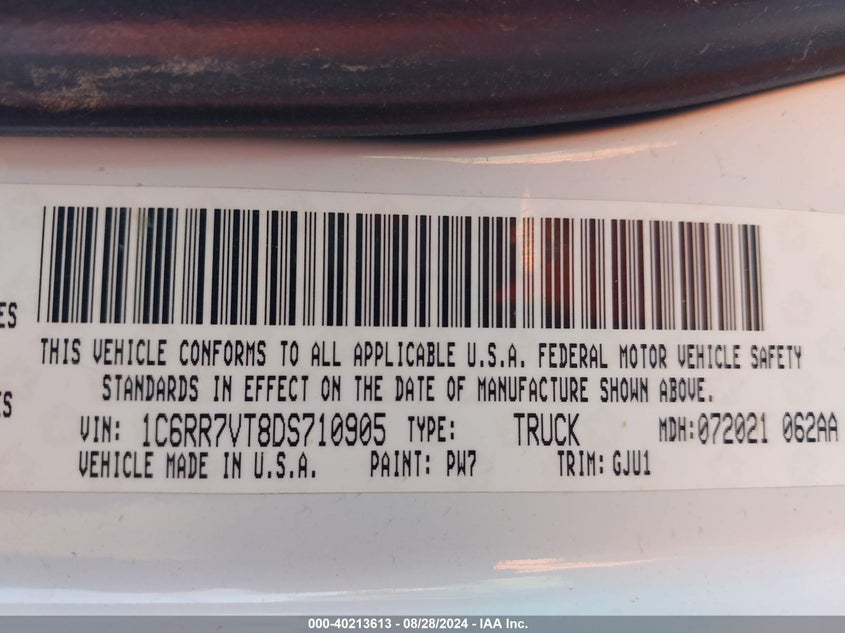 ES
THIS VEHICLE CONFORMS TO ALL APPLICABLE U.S.A. FEDERAL MOTOR VEHICLE SAFETY
ES STANDARDS IN EFFECT ON THE DATE OF MANUFACTURE SHOWN ABOVE.
VIN: 1C6RR7VT8DS710905 TYPE: TRUCK MDH:072021 062AA
VEHICLE MADE IN U.S.A. PAINT: PW7 TRIM: GJU1
000-40213613 - 08/28/2024 - IAA Inc.